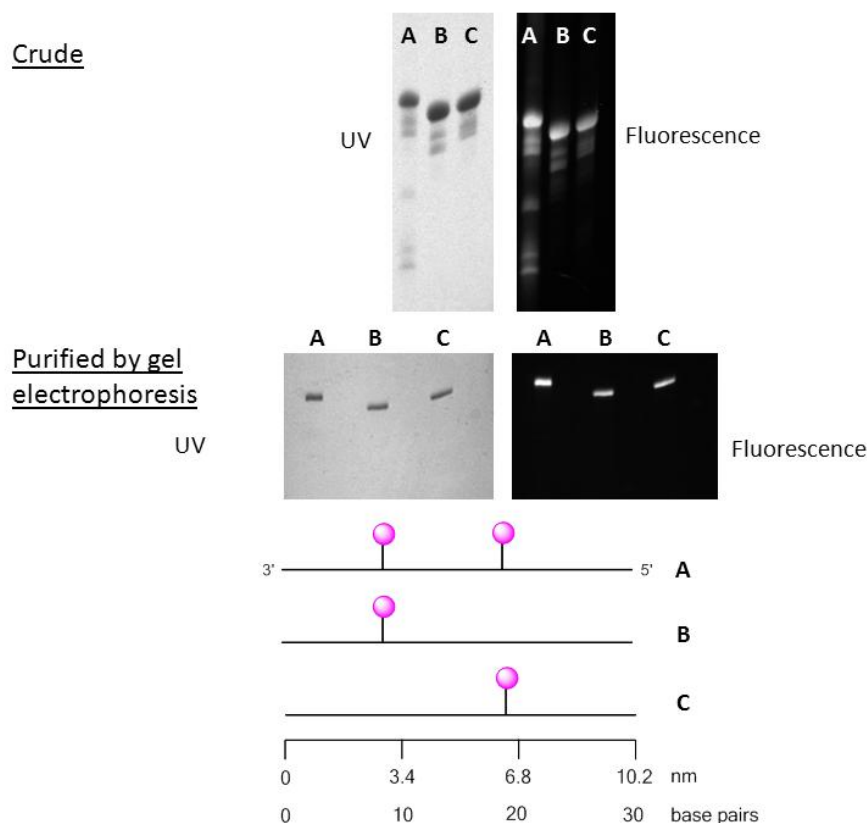 A B C A B C
Crude
UV Fluorescence
A B C A B C
Purified by gel
electrophoresis
UV Fluorescence
3' 5' A
B
C
0 3.4 6.8 10.2 nm
0 10 20 30 base pairs